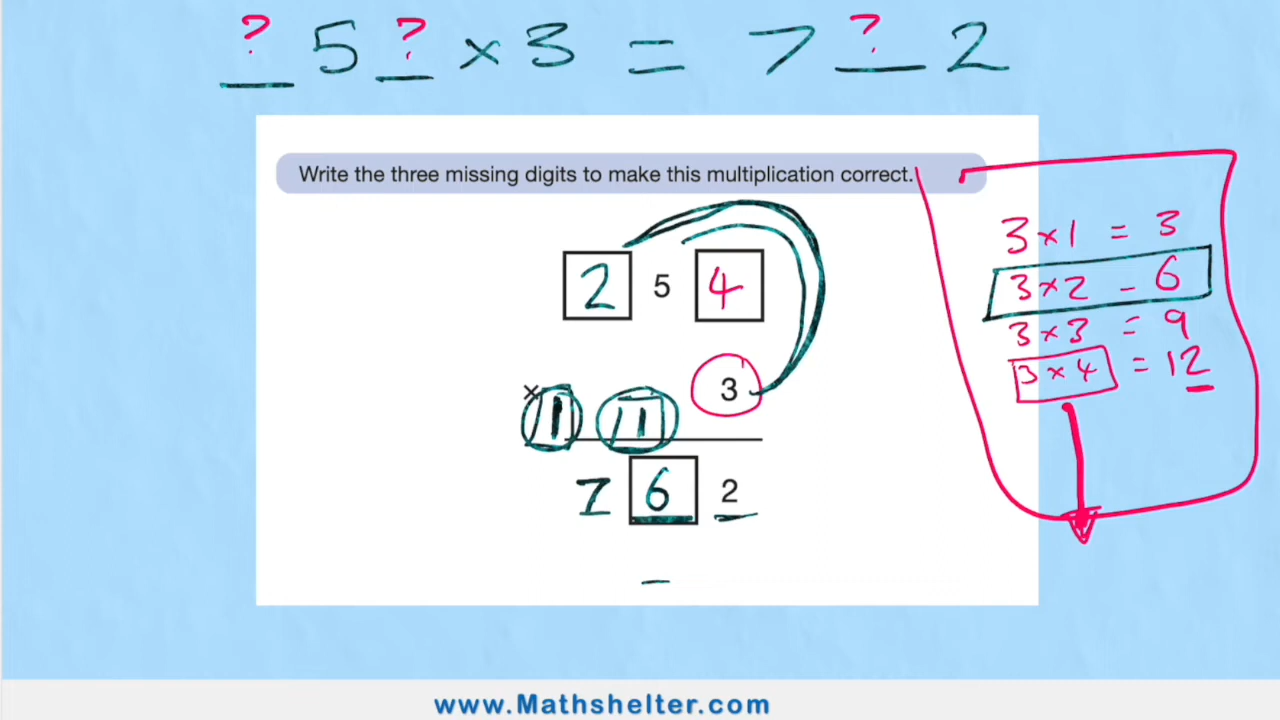 ? 5 ? × 3 = 7 ? 2
Write the three missing digits to make this multiplication correct.
2 5 4
× 3
1 1
7 6 2
3 × 1 = 3
3 × 2 - 6
3 × 3 = 9
3 × 4 = 12
www.Mathshelter.com